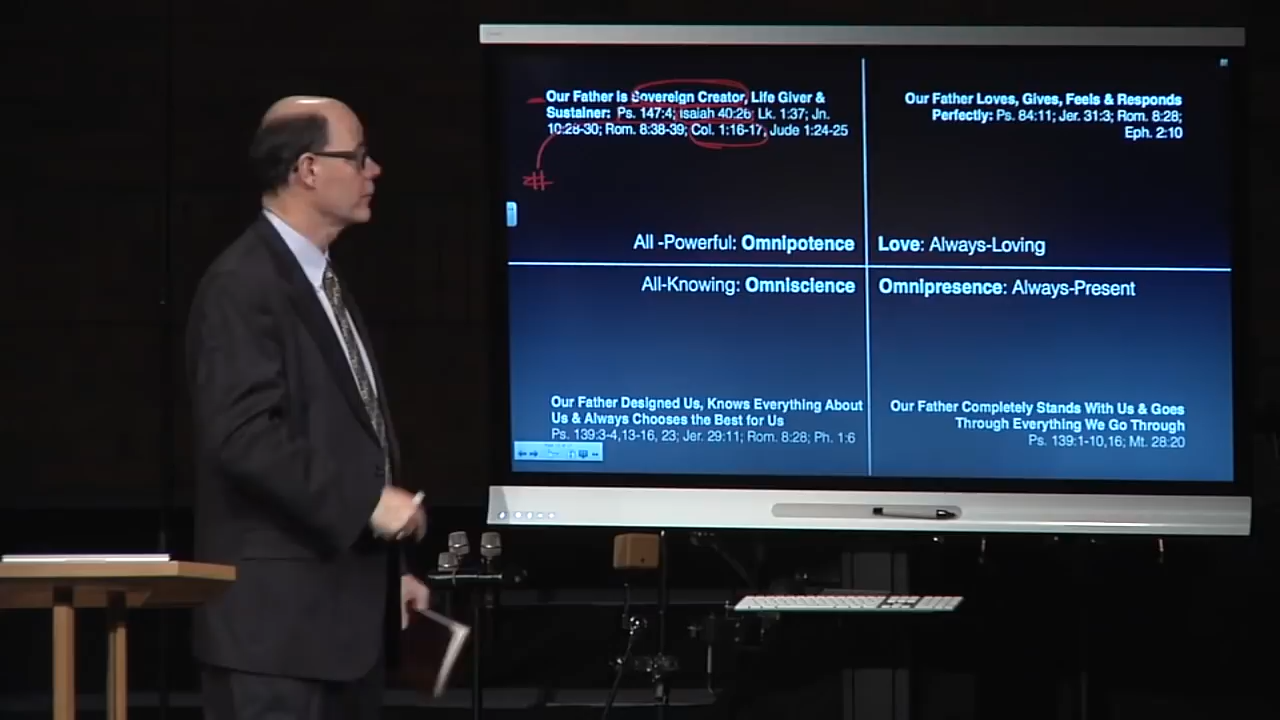 Our Father is Sovereign Creator, Life Giver &
Sustainer: Ps. 147:4; Isaiah 40:26; Lk. 1:37; Jn.
10:28-30; Rom. 8:38-39; Col. 1:16-17; Jude 1:24-25
#
Our Father Loves, Gives, Feels & Responds
Perfectly: Ps. 84:11; Jer. 31:3; Rom. 8:28;
Eph. 2:10
All -Powerful: Omnipotence
Love: Always-Loving
All-Knowing: Omniscience
Omnipresence: Always-Present
Our Father Designed Us, Knows Everything About
Us & Always Chooses the Best for Us
Ps. 139:3-4,13-16, 23; Jer. 29:11; Rom. 8:28; Ph. 1:6
Our Father Completely Stands With Us & Goes
Through Everything We Go Through
Ps. 139:1-10,16; Mt. 28:20